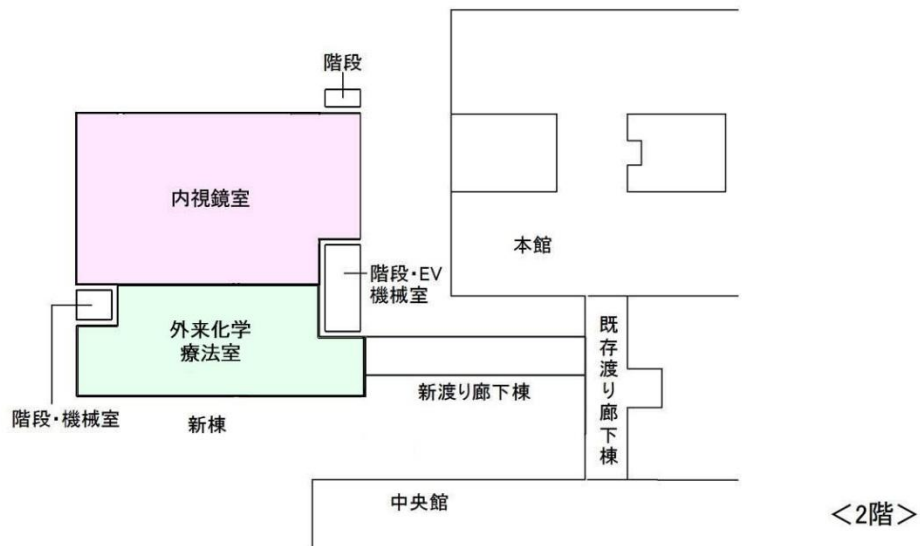 階段
内視鏡室
本館
階段・EV
機械室
外来化学
療法室
既存渡り廊下棟
新渡り廊下棟
階段・機械室
新棟
中央館
＜2階＞